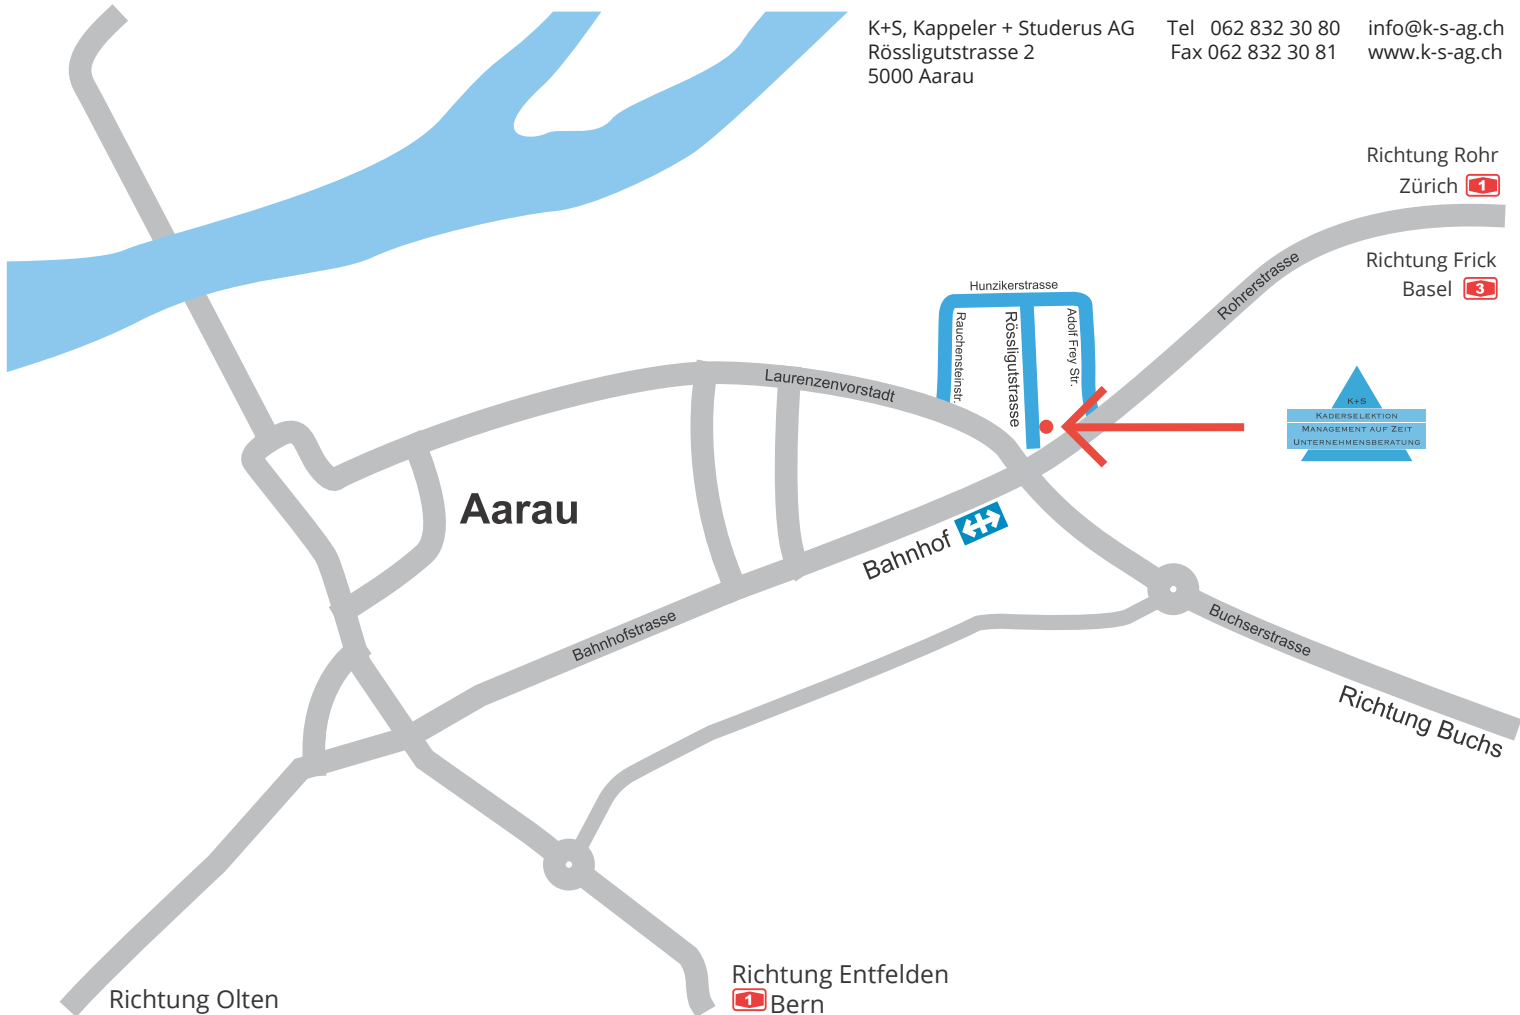 K+S, Kappeler + Studerus AG
Rössligutstrasse 2
5000 Aarau
Tel 062 832 30 80
Fax 062 832 30 81
info@k-s-ag.ch
www.k-s-ag.ch
Richtung Rohr
Zürich 1
Richtung Frick
Basel 3
Rohrerstrasse
Hunzikerstrasse
Rauchensteinstr.
Rössligutstrasse
Adolf Frey Str.
Laurenzenvorstadt
K+S
KADERSELEKTION
MANAGEMENT AUF ZEIT
UNTERNEHMENSBERATUNG
Aarau
Bahnhof
Bahnhofstrasse
Buchserstrasse
Richtung Buchs
Richtung Entfelden
1 Bern
Richtung Olten